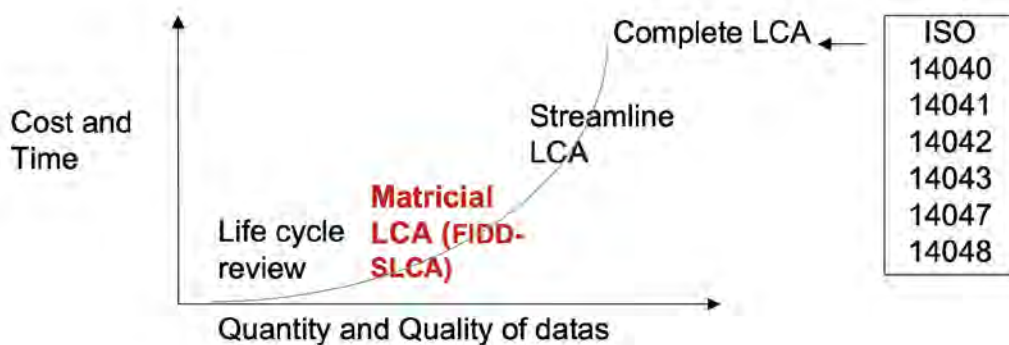 Cost and
Time
Complete LCA
Streamline
LCA
Matricial
LCA (FIDD-
SLCA)
Life cycle
review
Quantity and Quality of datas
ISO
14040
14041
14042
14043
14047
14048